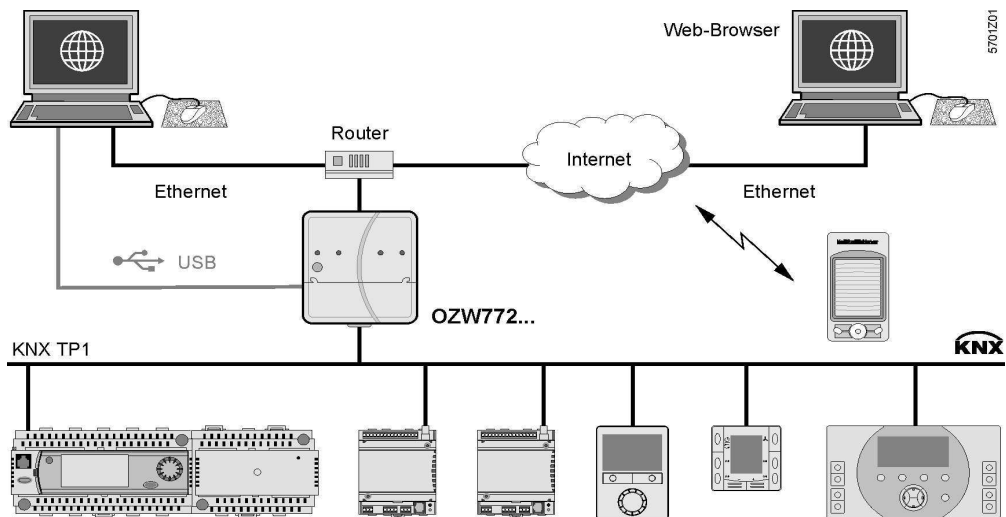 Web-Browser
5701Z01
Router
Internet
Ethernet
Ethernet
USB
OZW772...
KNX TP1
KNX